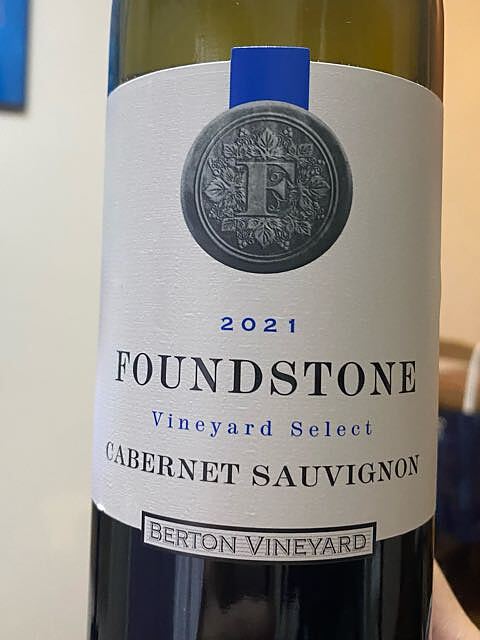 F
2021
FOUNDSTONE
Vineyard Select
CABERNET SAUVIGNON
BERTON VINEYARD